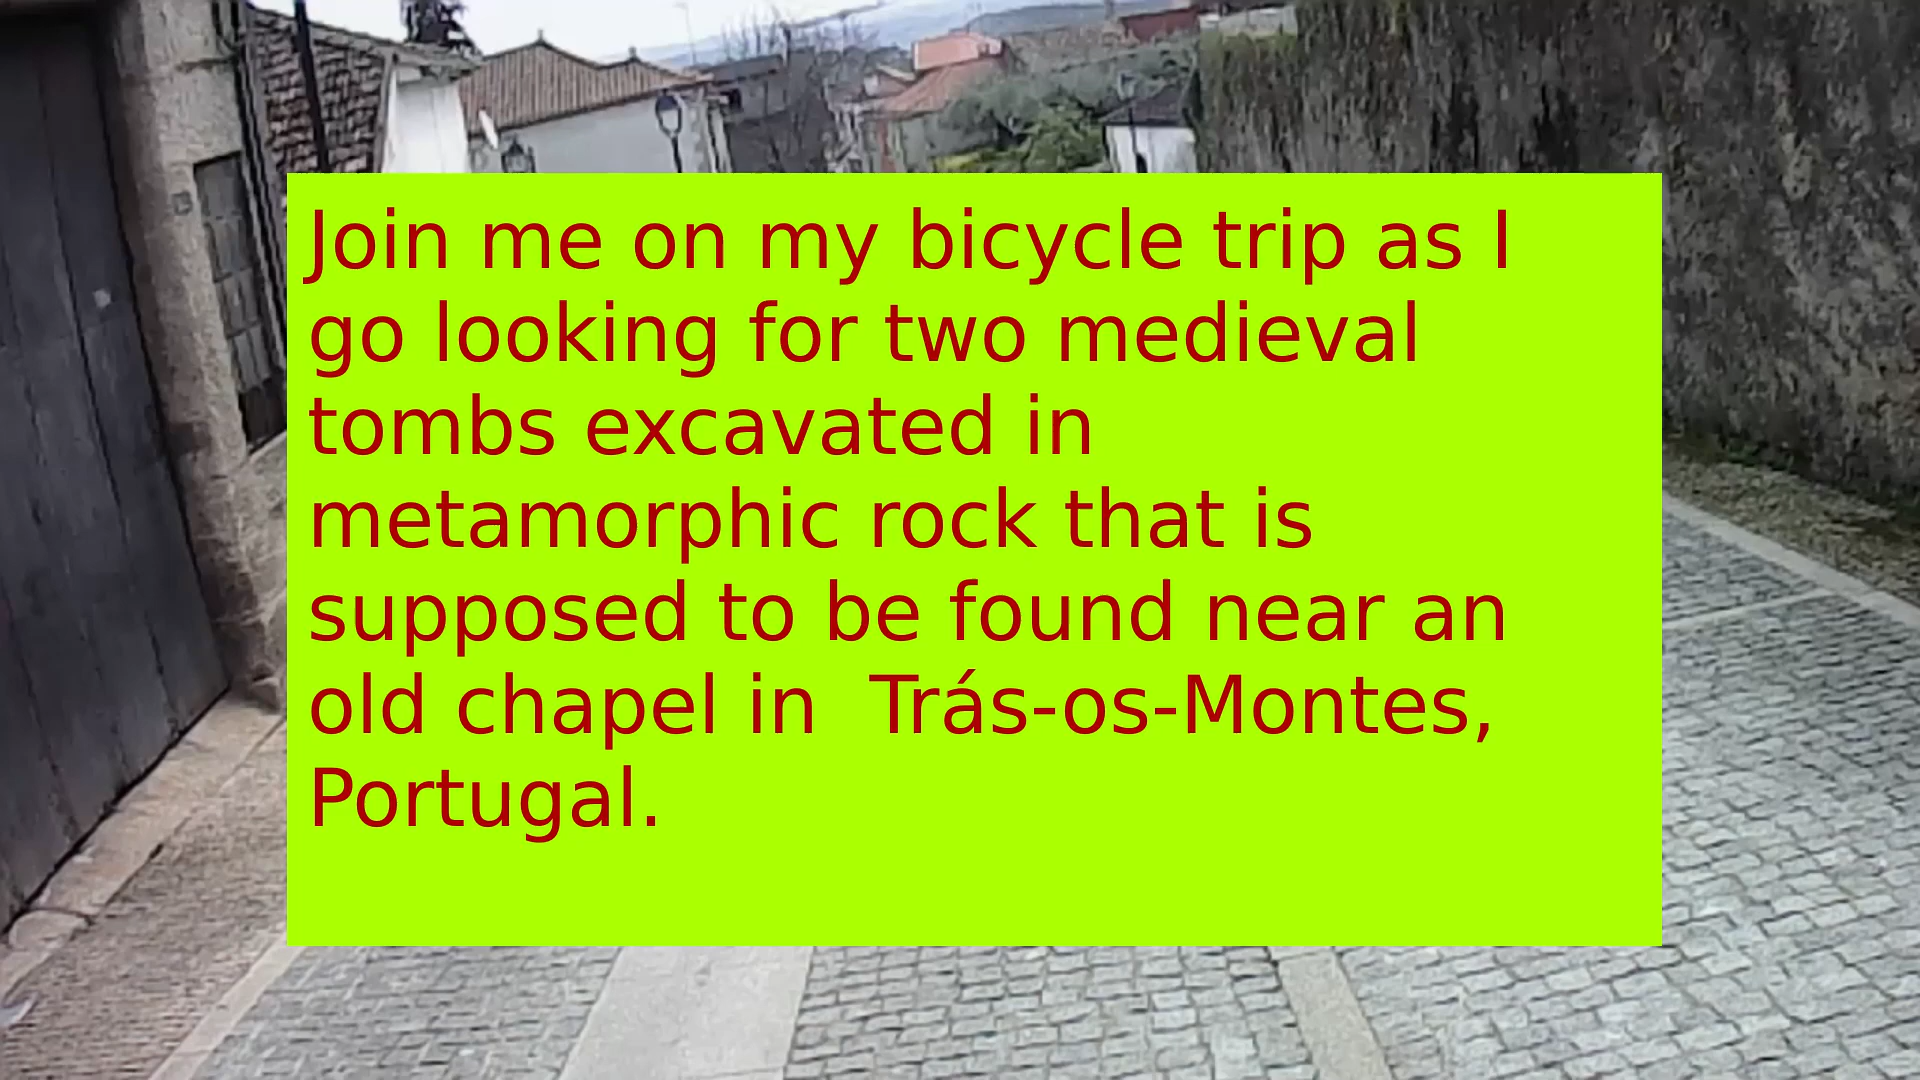 Join me on my bicycle trip as I
go looking for two medieval
tombs excavated in
metamorphic rock that is
supposed to be found near an
old chapel in  Trás-os-Montes,
Portugal.